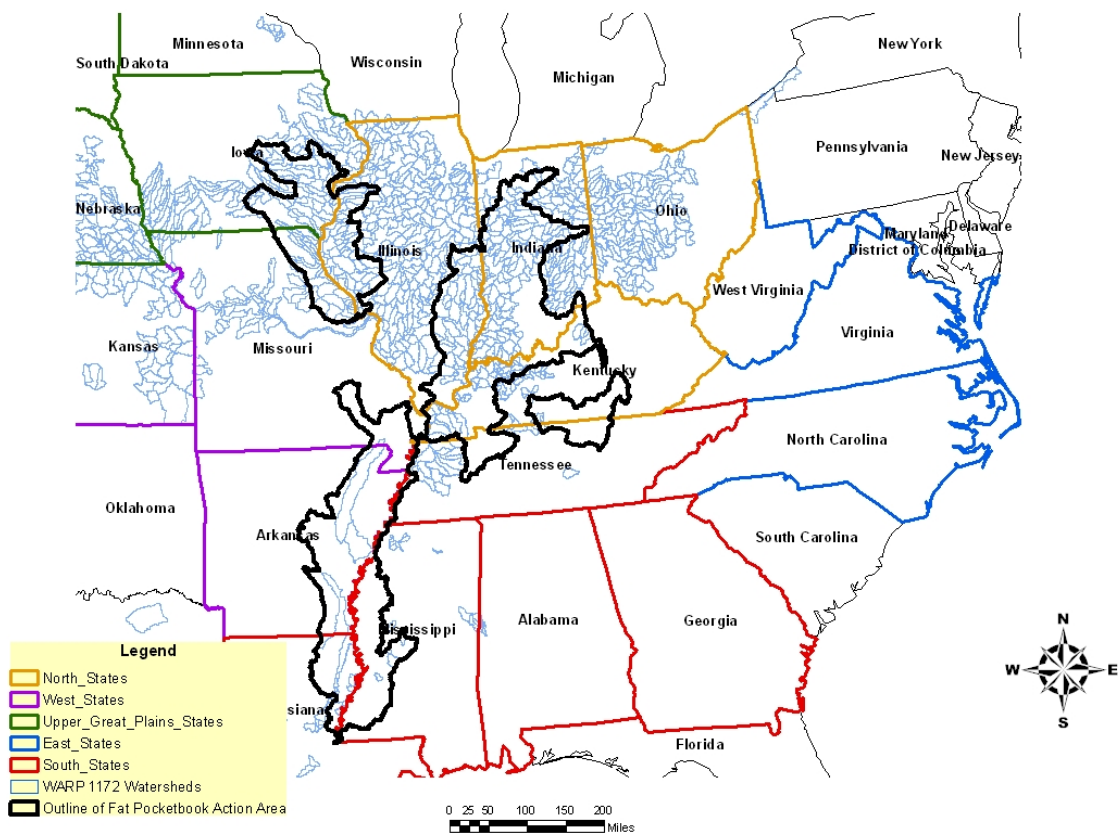 Minnesota
New York
South Dakota
Wisconsin
Michigan
Pennsylvania
New Jersey
Iowa
Nebraska
Ohio
Illinois
Indiana
Maryland
Delaware
District of Columbia
West Virginia
Virginia
Kansas
Missouri
Kentucky
North Carolina
Tennessee
Oklahoma
Arkansas
South Carolina
Mississippi
Alabama
Georgia
siana
Florida
Legend
North_States
West_States
Upper_Great_Plains_States
East_States
South_States
WARP 1172 Watersheds
Outline of Fat Pocketbook Action Area
N
W E
S
0 25 50 100 150 200
Miles